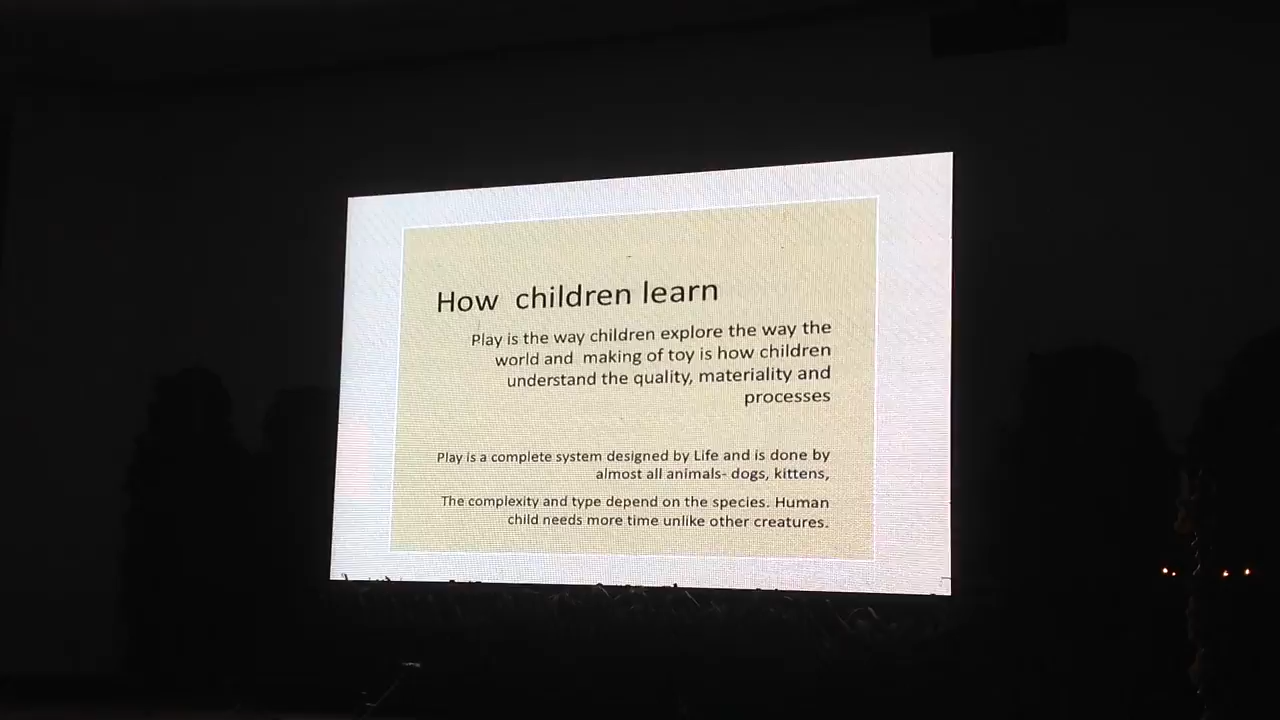 How children learn
Play is the way children explore the way the
world and making of toy is how children
understand the quality, materiality and
processes
Play is a complete system designed by Life and is done by
almost all animals- dogs, kittens
The complexity and type depend on the species. Human
child needs more time unlike other creatures.